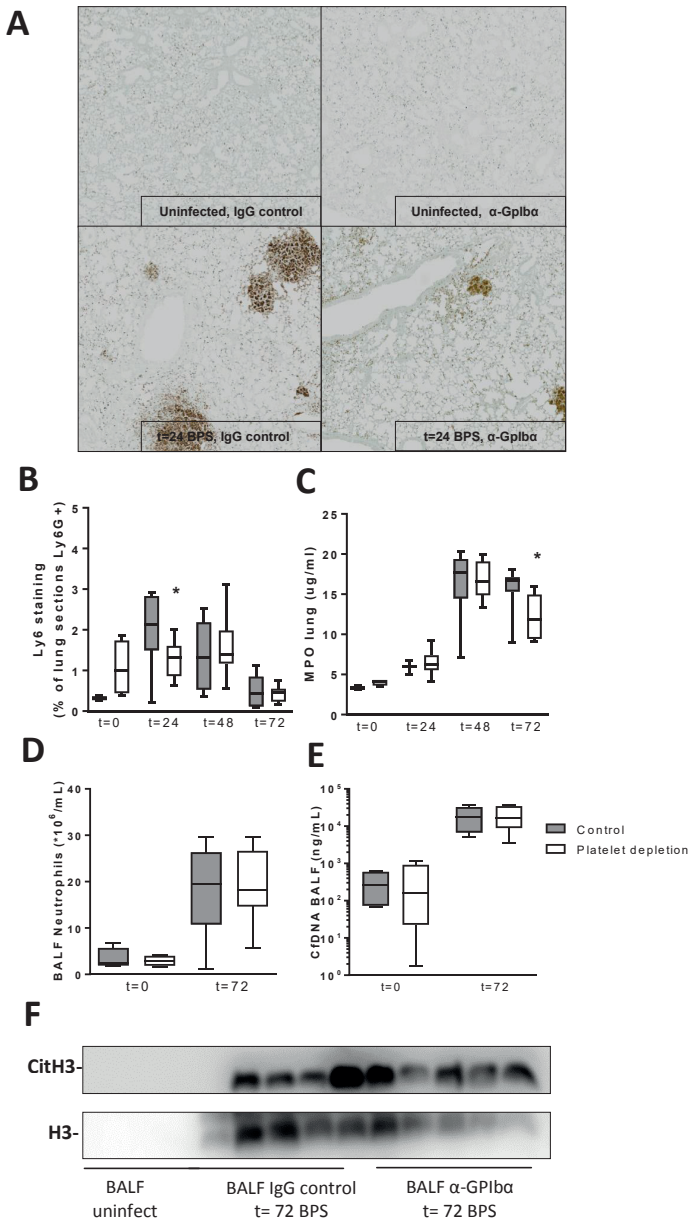 A
Uninfected, IgG control
Uninfected, α-GpIbα
t=24 BPS, IgG control
t=24 BPS, α-GpIbα
B
Ly6 staining
(% of lung sections Ly6G+)
5
4
3
2
1
0
t=0
t=24
t=48
t=72
*
C
MPO lung (ug/ml)
25
20
15
10
5
0
t=0
t=24
t=48
t=72
*
D
BALF Neutrophils (*10⁶/mL)
40
30
20
10
0
t=0
t=72
E
CfDNA BALF (ng/mL)
10⁵
10⁴
10³
10²
10¹
10⁰
t=0
t=72
Control
Platelet depletion
F
CitH3-
H3-
BALF
uninfect
BALF IgG control
t= 72 BPS
BALF α-GPIbα
t= 72 BPS